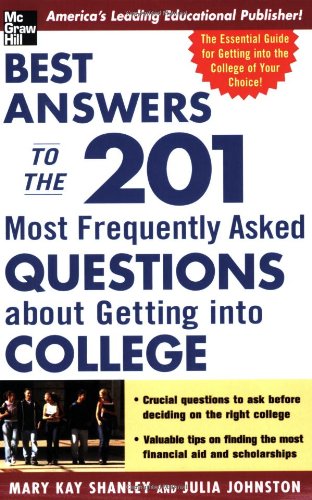 Mc
Graw
Hill
America's Leading Educational Publisher!
The Essential Guide
for Getting into the
College of Your
Choice!
BEST
ANSWERS
TO THE 201
Most Frequently Asked
QUESTIONS
about Getting into
COLLEGE
• Crucial questions to ask before
deciding on the right college
• Valuable tips on finding the most
financial aid and scholarships
MARY KAY SHANLEY AND JULIA JOHNSTON